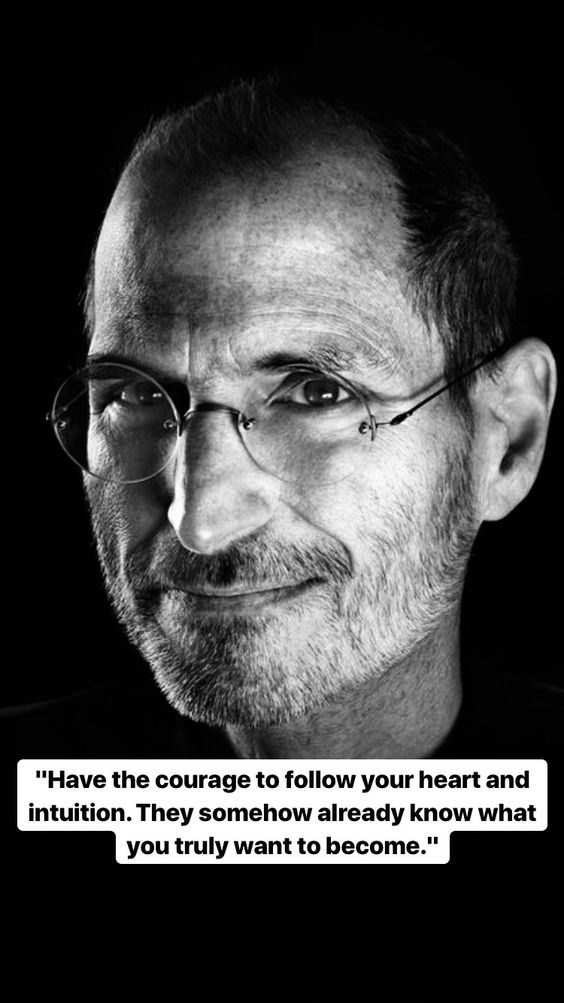 "Have the courage to follow your heart and
intuition. They somehow already know what
you truly want to become."